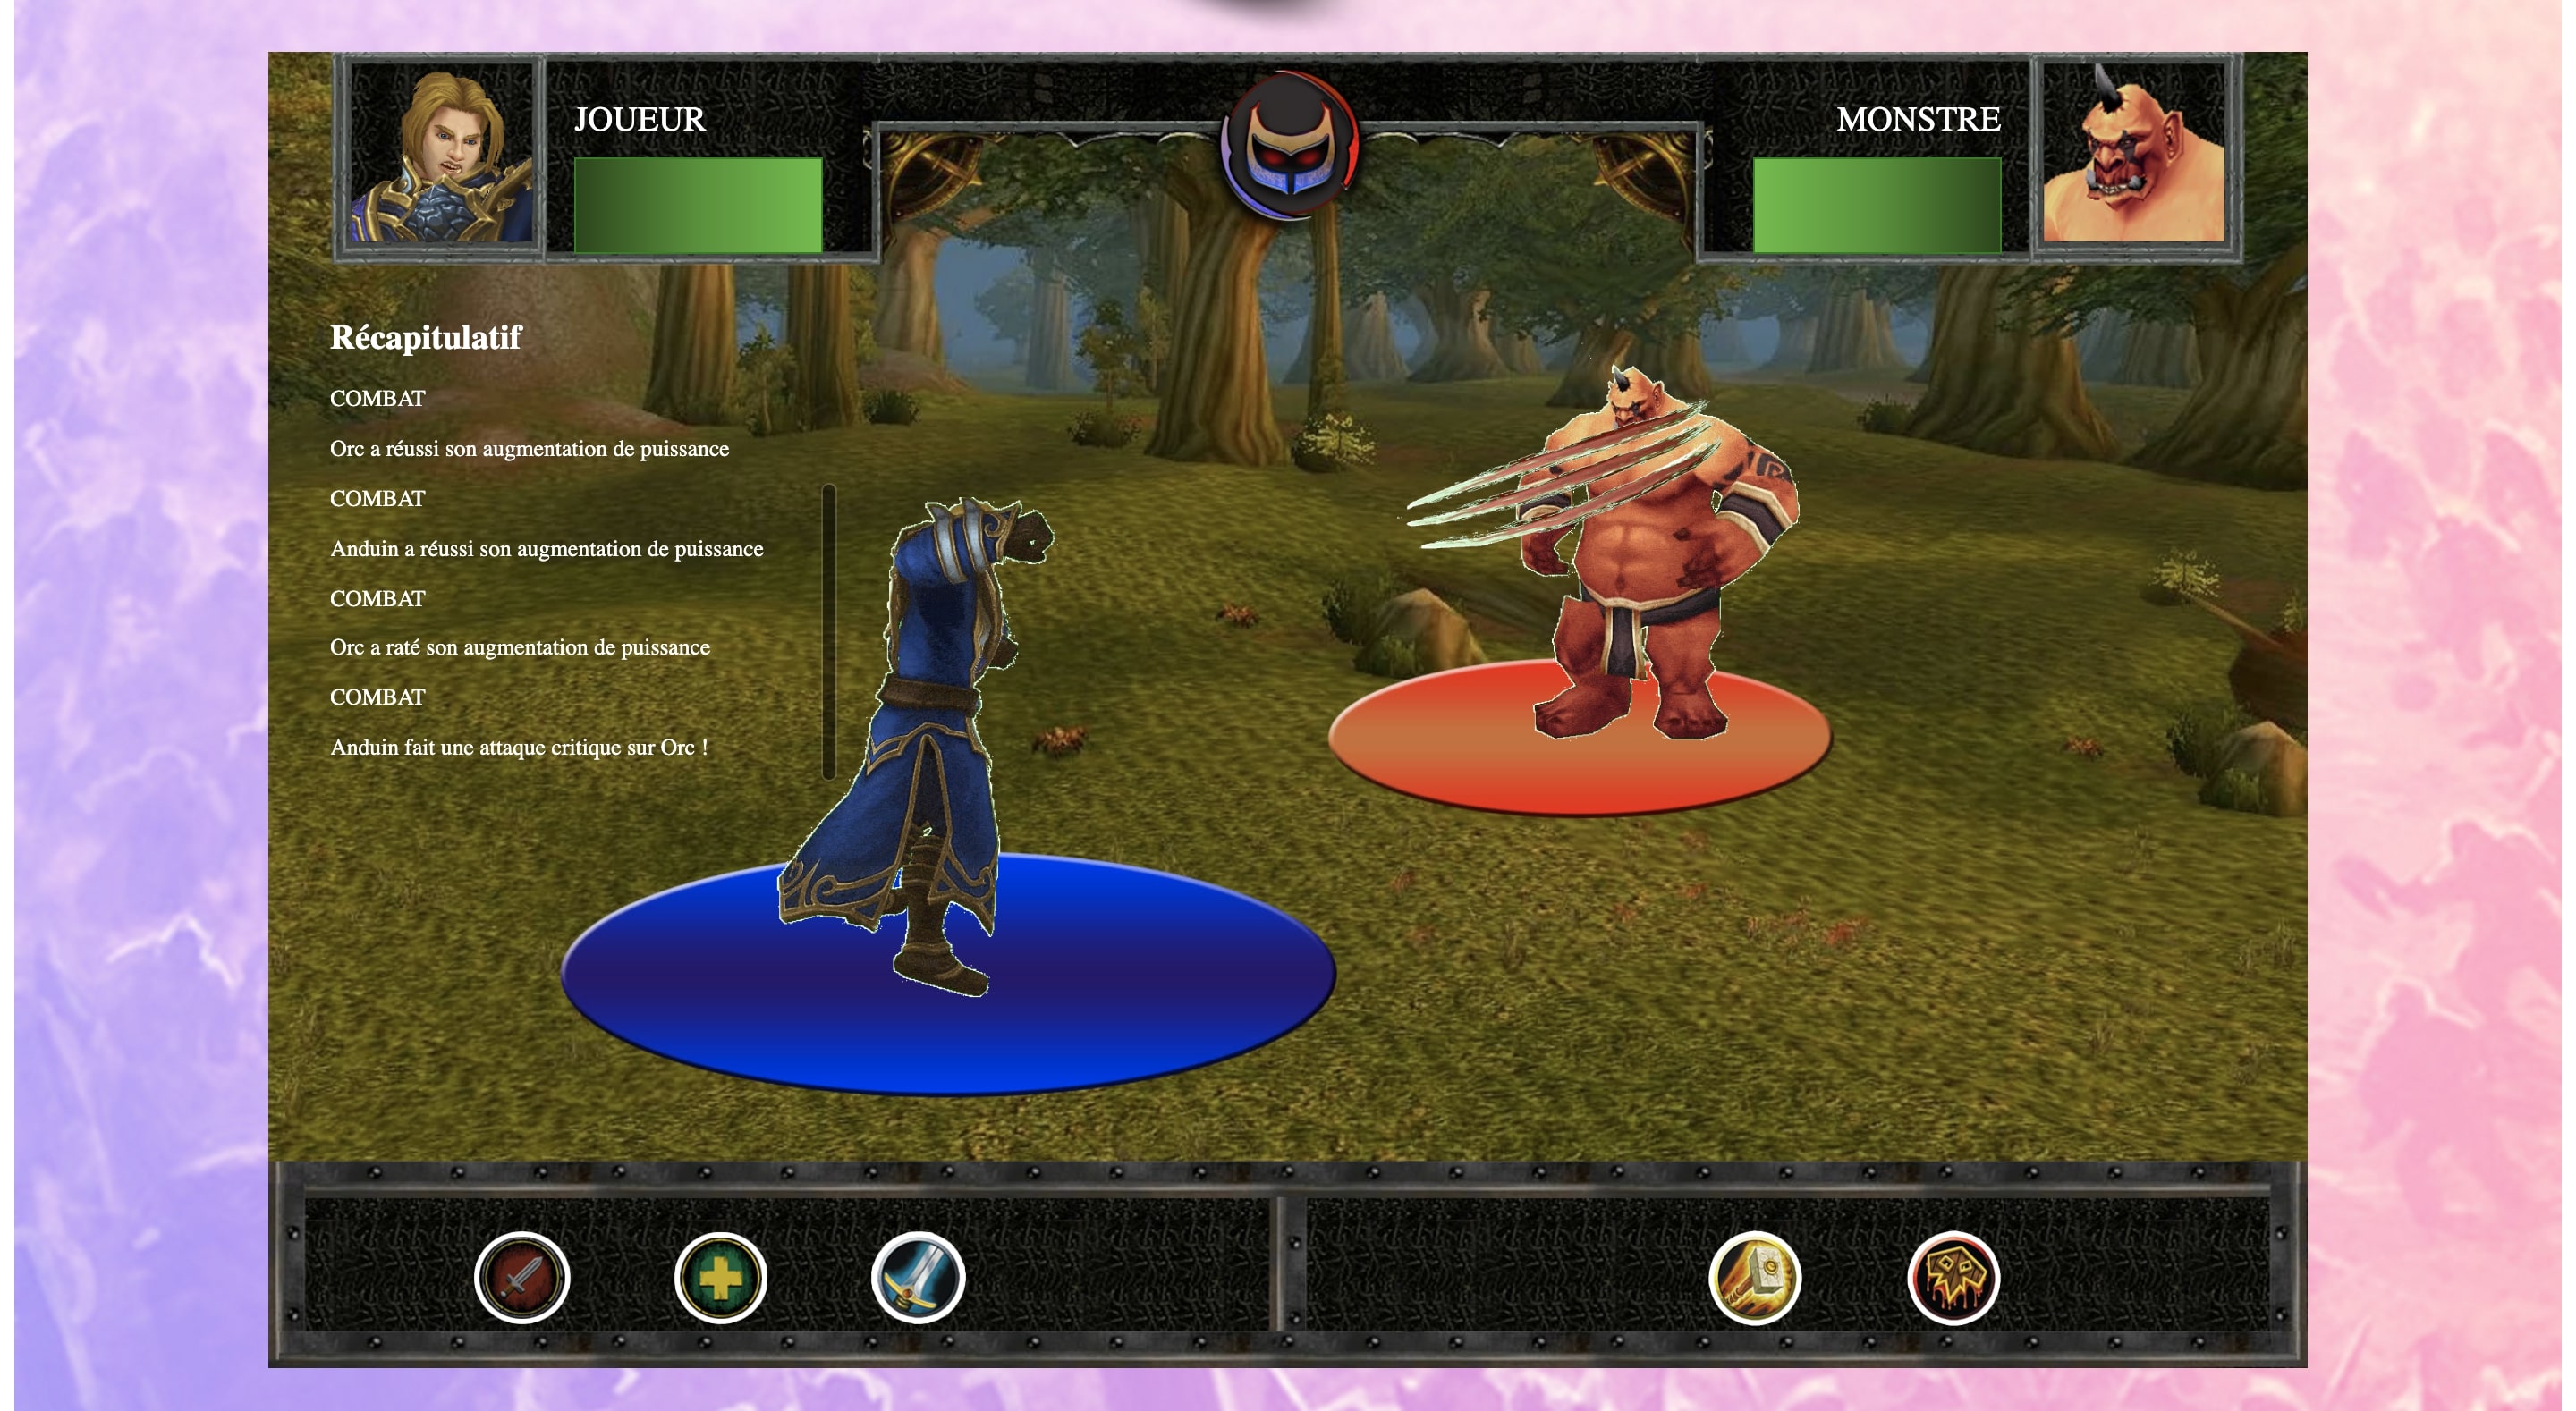 JOUEUR
MONSTRE
Récapitulatif
COMBAT
Orc a réussi son augmentation de puissance
COMBAT
Anduin a réussi son augmentation de puissance
COMBAT
Orc a raté son augmentation de puissance
COMBAT
Anduin fait une attaque critique sur Orc !